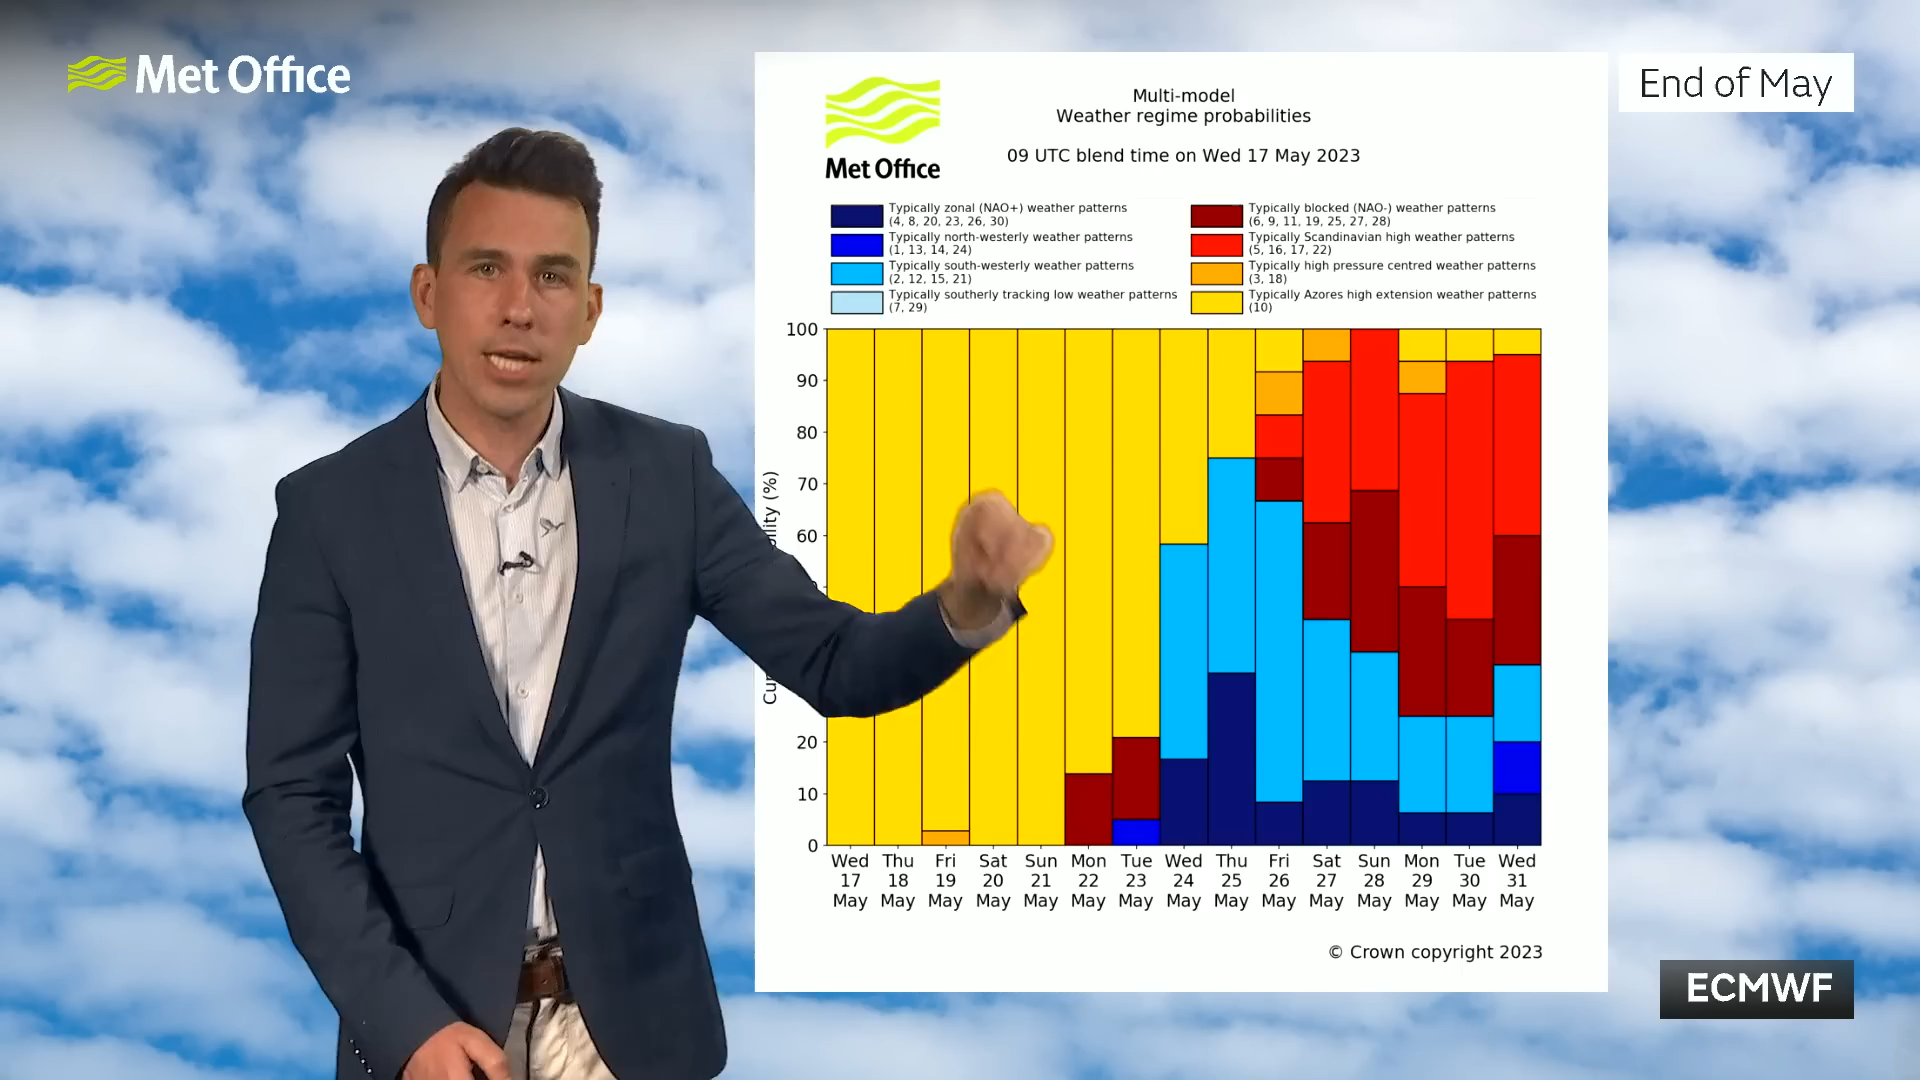 Met Office
End of May
Met Office
Multi-model
Weather regime probabilities
09 UTC blend time on Wed 17 May 2023
Typically zonal (NAO+) weather patterns
(4, 8, 20, 23, 26, 30)
Typically north-westerly weather patterns
(1, 13, 14, 24)
Typically south-westerly weather patterns
(2, 12, 15, 21)
Typically southerly tracking low weather patterns
(7, 29)
Typically blocked (NAO-) weather patterns
(6, 9, 11, 19, 25, 27, 28)
Typically Scandinavian high weather patterns
(5, 16, 17, 22)
Typically high pressure centred weather patterns
(3, 18)
Typically Azores high extension weather patterns
(10)
100
90
80
70
60
20
10
0
(%)
Wed 17 May
Thu 18 May
Fri 19 May
Sat 20 May
Sun 21 May
Mon 22 May
Tue 23 May
Wed 24 May
Thu 25 May
Fri 26 May
Sat 27 May
Sun 28 May
Mon 29 May
Tue 30 May
Wed 31 May
© Crown copyright 2023
ECMWF